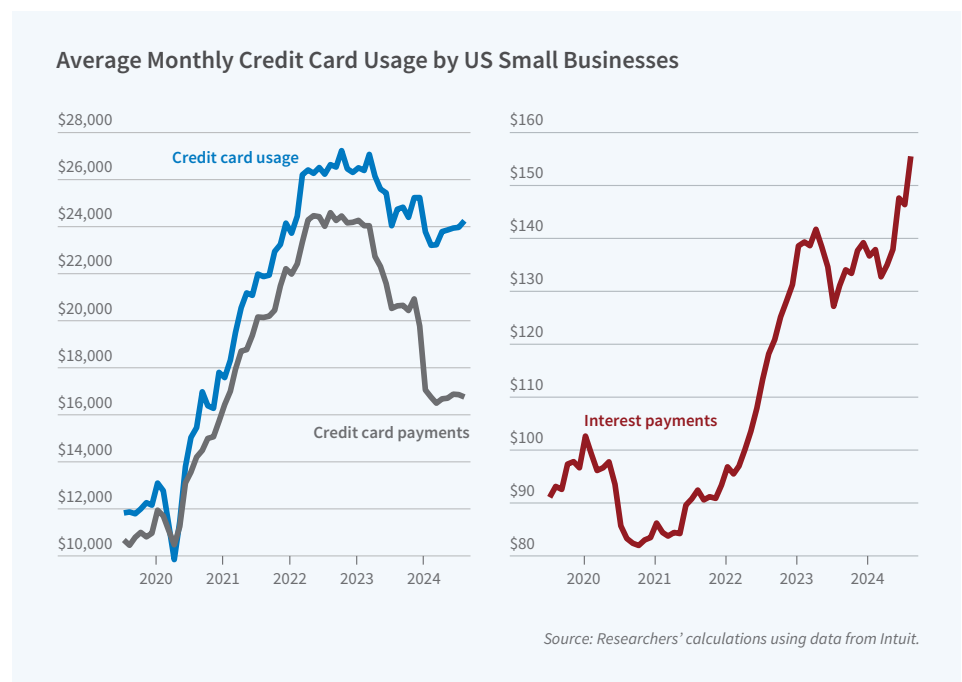 Average Monthly Credit Card Usage by US Small Businesses
$28,000
$26,000
$24,000
$22,000
$20,000
$18,000
$16,000
$14,000
$12,000
$10,000
Credit card usage
Credit card payments
2020 2021 2022 2023 2024
$160
$150
$140
$130
$120
$110
$100
$90
$80
Interest payments
2020 2021 2022 2023 2024
Source: Researchers’ calculations using data from Intuit.